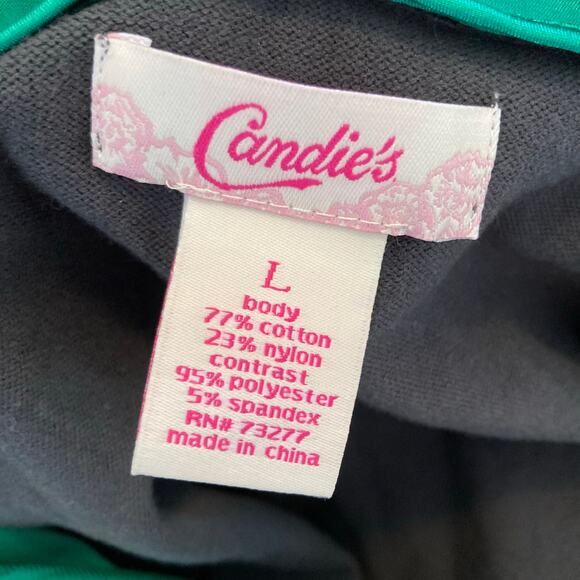 Candie's
L
body
77% cotton
23% nylon
contrast
95% polyester
5% spandex
RN# 73277
made in china